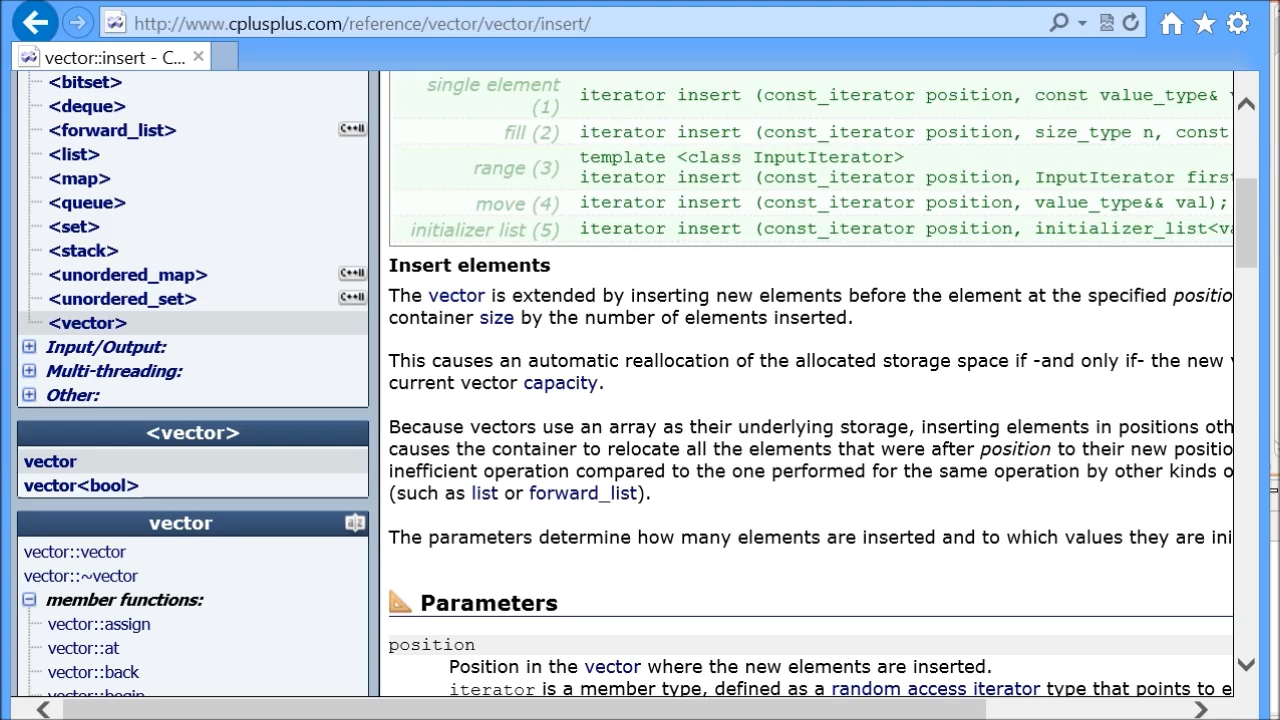 http://www.cplusplus.com/reference/vector/vector/insert/
vector::insert - C...
<bitset>
<deque>
<forward_list>
<list>
<map>
<queue>
<set>
<stack>
<unordered_map>
<unordered_set>
<vector>
Input/Output:
Multi-threading:
Other:
<vector>
vector
vector<bool>
vector
vector::vector
vector::~vector
member functions:
vector::assign
vector::at
vector::back
vector::begin
single element
(1)
iterator insert (const_iterator position, const value_type& v
fill (2)
iterator insert (const_iterator position, size_type n, const
range (3)
template <class InputIterator>
iterator insert (const_iterator position, InputIterator firs
move (4)
iterator insert (const_iterator position, value_type&& val);
initializer list (5)
iterator insert (const_iterator position, initializer_list<va
Insert elements
The vector is extended by inserting new elements before the element at the specified positio
container size by the number of elements inserted.
This causes an automatic reallocation of the allocated storage space if -and only if- the new v
current vector capacity.
Because vectors use an array as their underlying storage, inserting elements in positions oth
causes the container to relocate all the elements that were after position to their new positio
inefficient operation compared to the one performed for the same operation by other kinds o
(such as list or forward_list).
The parameters determine how many elements are inserted and to which values they are ini
Parameters
position
Position in the vector where the new elements are inserted.
iterator is a member type, defined as a random access iterator type that points to e